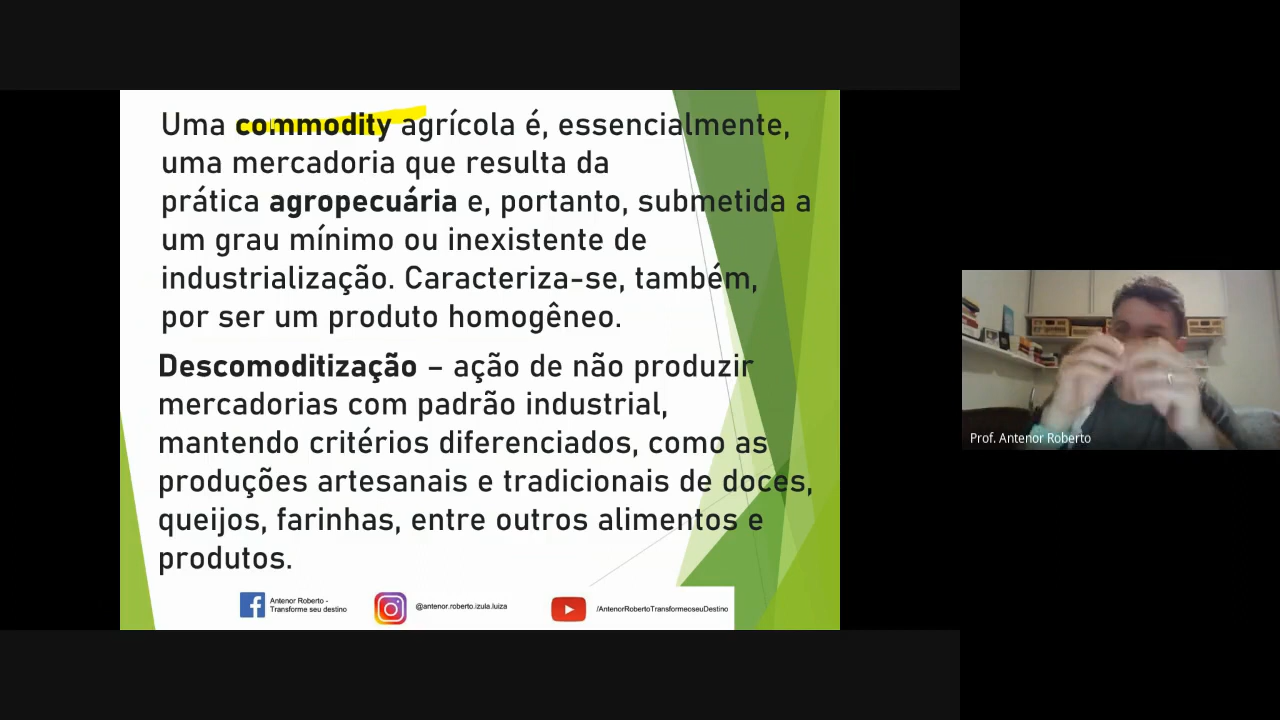 Uma commodity agrícola é, essencialmente,
uma mercadoria que resulta da
prática agropecuária e, portanto, submetida a
um grau mínimo ou inexistente de
industrialização. Caracteriza-se, também,
por ser um produto homogêneo.
Descomoditização – ação de não produzir
mercadorias com padrão industrial,
mantendo critérios diferenciados, como as
produções artesanais e tradicionais de doces,
queijos, farinhas, entre outros alimentos e
produtos.
Antenor Roberto -
Transforme seu destino
@antenor.roberto.izula.luiza
/AntenorRobertoTransformeoseuDestino
Prof. Antenor Roberto